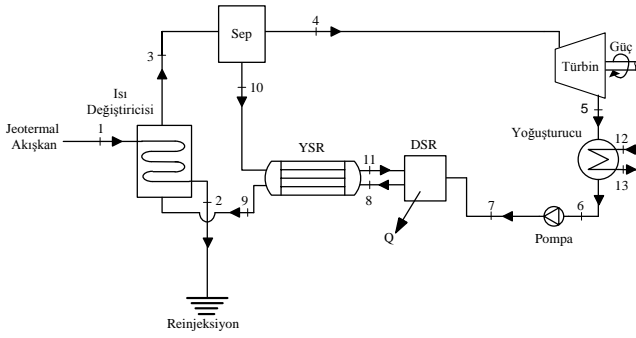 4
Sep
Güç
3
Türbin
10
5
Isı
Değiştiricisi
Yoğuşturucu
Jeotermal
Akışkan
1
YSR
DSR
12
11
13
8
2
9
7
6
Q
Pompa
Reinjeksiyon